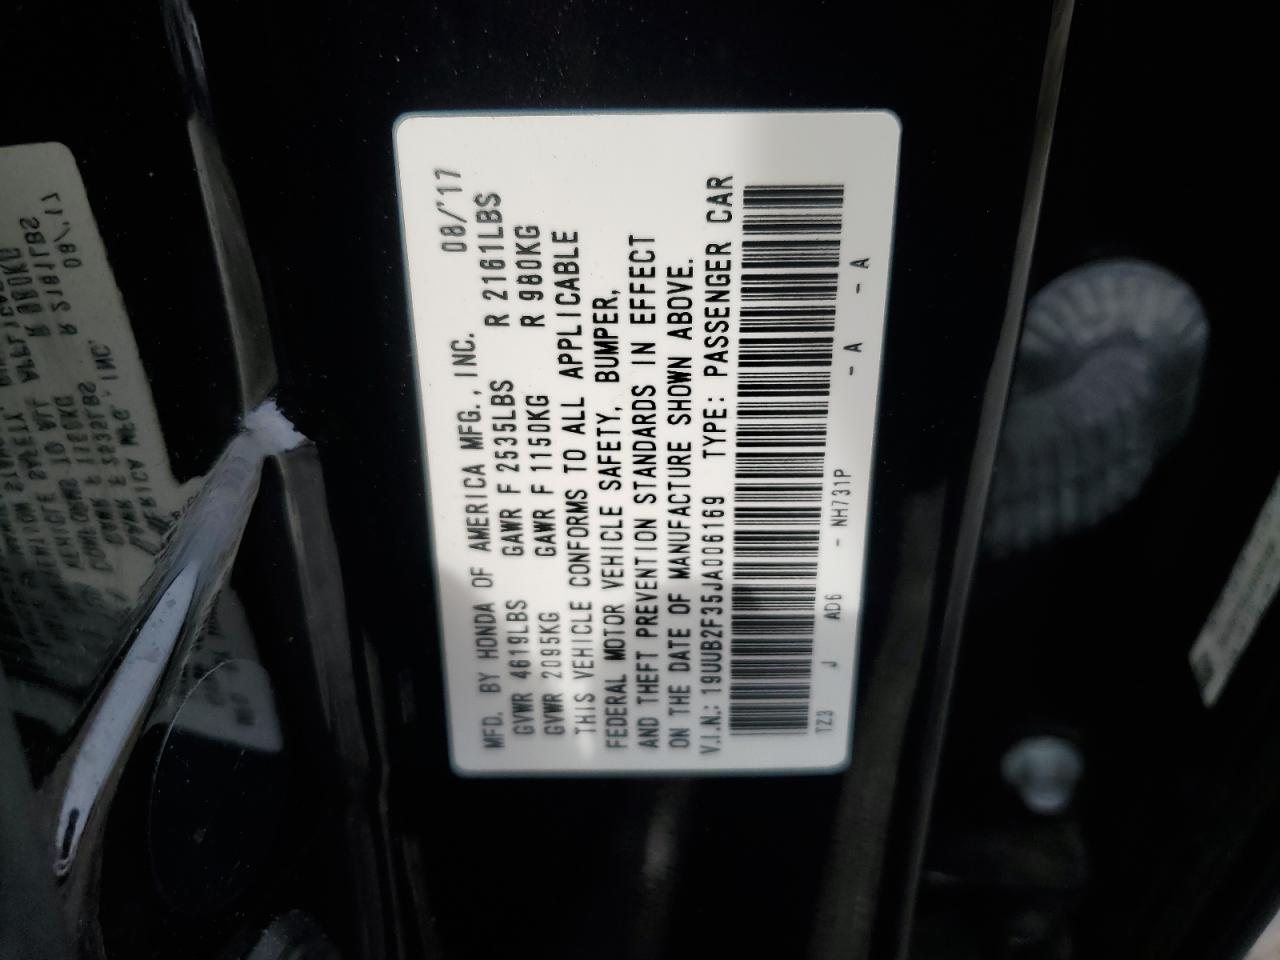 MFD. BY HONDA OF AMERICA MFG., INC. 08/'17
GVWR 4619LBS GAWR F 2535LBS R 2161LBS
GVWR 2095KG GAWR F 1150KG R 980KG
THIS VEHICLE CONFORMS TO ALL APPLICABLE
FEDERAL MOTOR VEHICLE SAFETY, BUMPER,
AND THEFT PREVENTION STANDARDS IN EFFECT
ON THE DATE OF MANUFACTURE SHOWN ABOVE.
V.I.N.: 19UUB2F35JA006169 TYPE: PASSENGER CAR
TZ3 J AD6 - NH731P - A - A